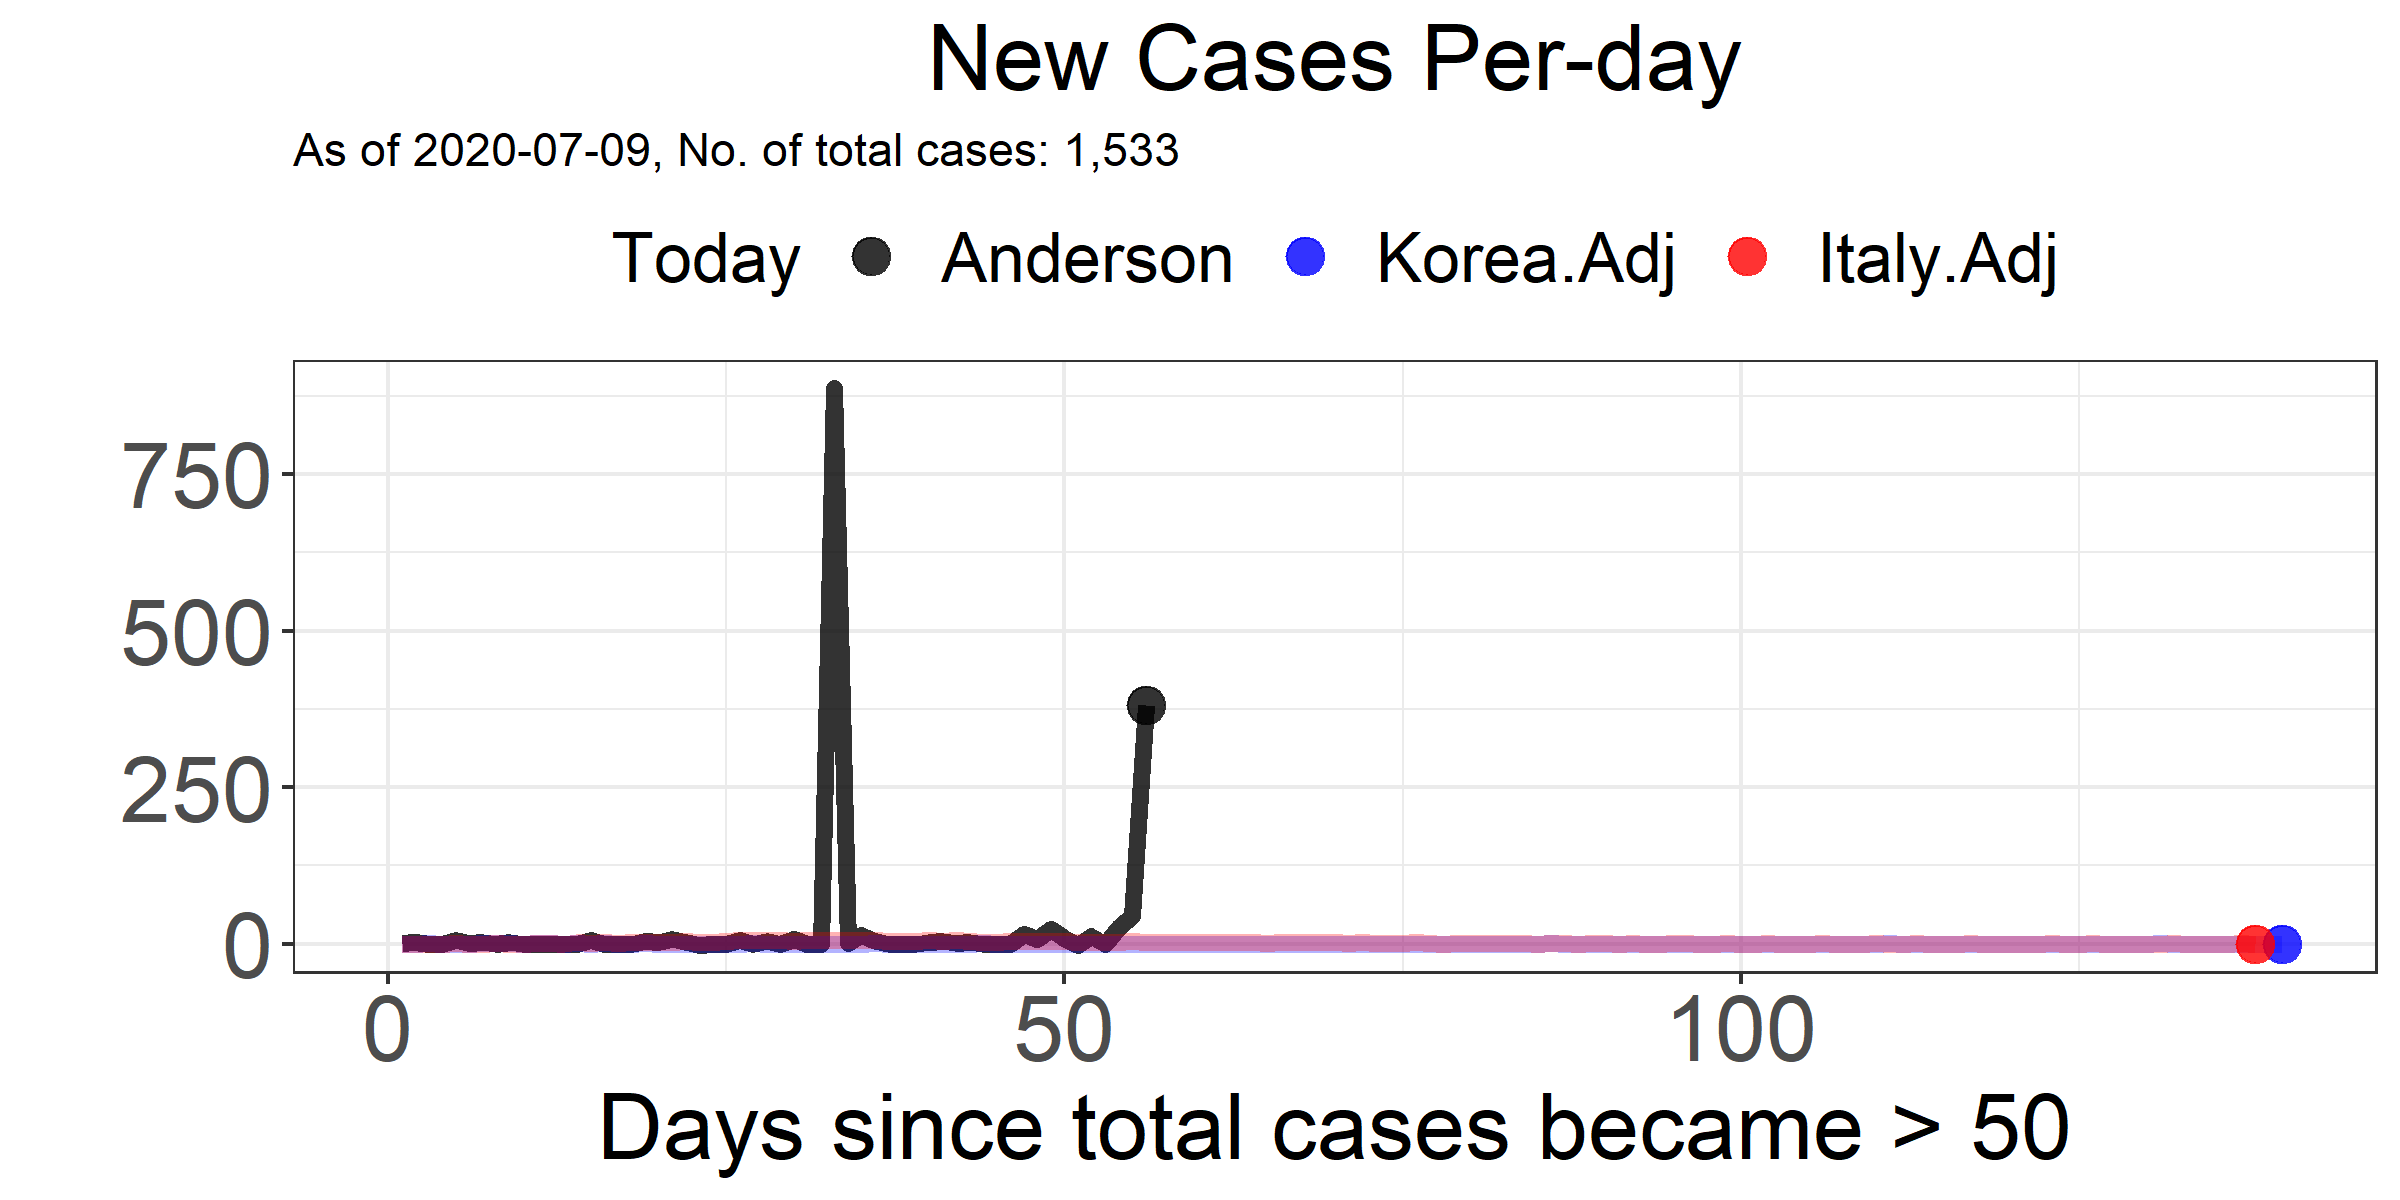 New Cases Per-day
As of 2020-07-09, No. of total cases: 1,533
Today Anderson Korea.Adj Italy.Adj
750
500
250
0
0 50 100
Days since total cases became > 50